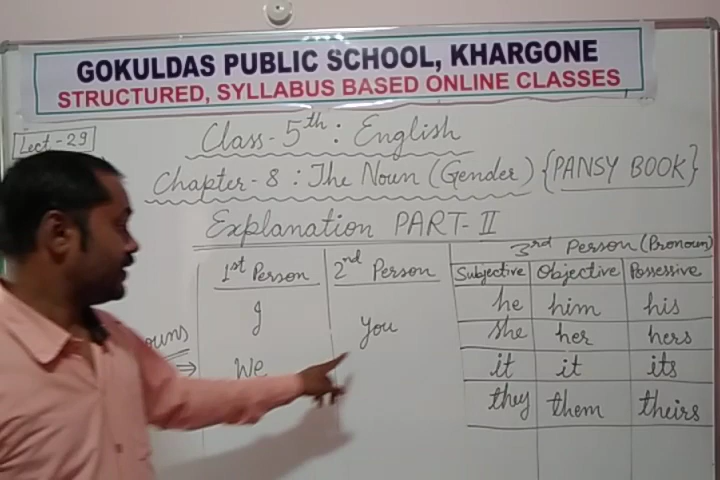 GOKULDAS PUBLIC SCHOOL, KHARGONE
STRUCTURED, SYLLABUS BASED ONLINE CLASSES
Lect.-29
Class-5th : English
Chapter-8 : The Noun (Gender) {PANSY BOOK}
Explanation PART-II
1st Person 2nd Person 3rd Person (Pronoun)
Subjective Objective Possessive
I You he him his
she her hers
We it it its
they them theirs